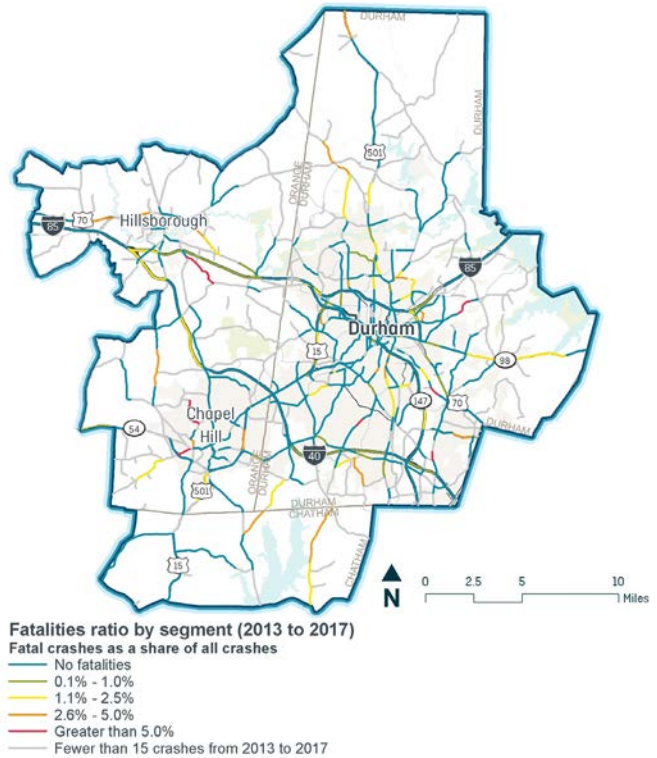 DURHAM
DURHAM
501
ORANGE
DURHAM
70
85
Hillsborough
85
Durham
15
98
Chapel
Hill
54
147
70
DURHAM
40
501
ORANGE
DURHAM
DURHAM
CHATHAM
15
CHATHAM
N
0 2.5 5 10
Miles
Fatalities ratio by segment (2013 to 2017)
Fatal crashes as a share of all crashes
No fatalities
0.1% - 1.0%
1.1% - 2.5%
2.6% - 5.0%
Greater than 5.0%
Fewer than 15 crashes from 2013 to 2017